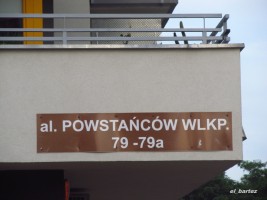 al. POWSTAŃCÓW WLKP.
79 -79a
al_bartez